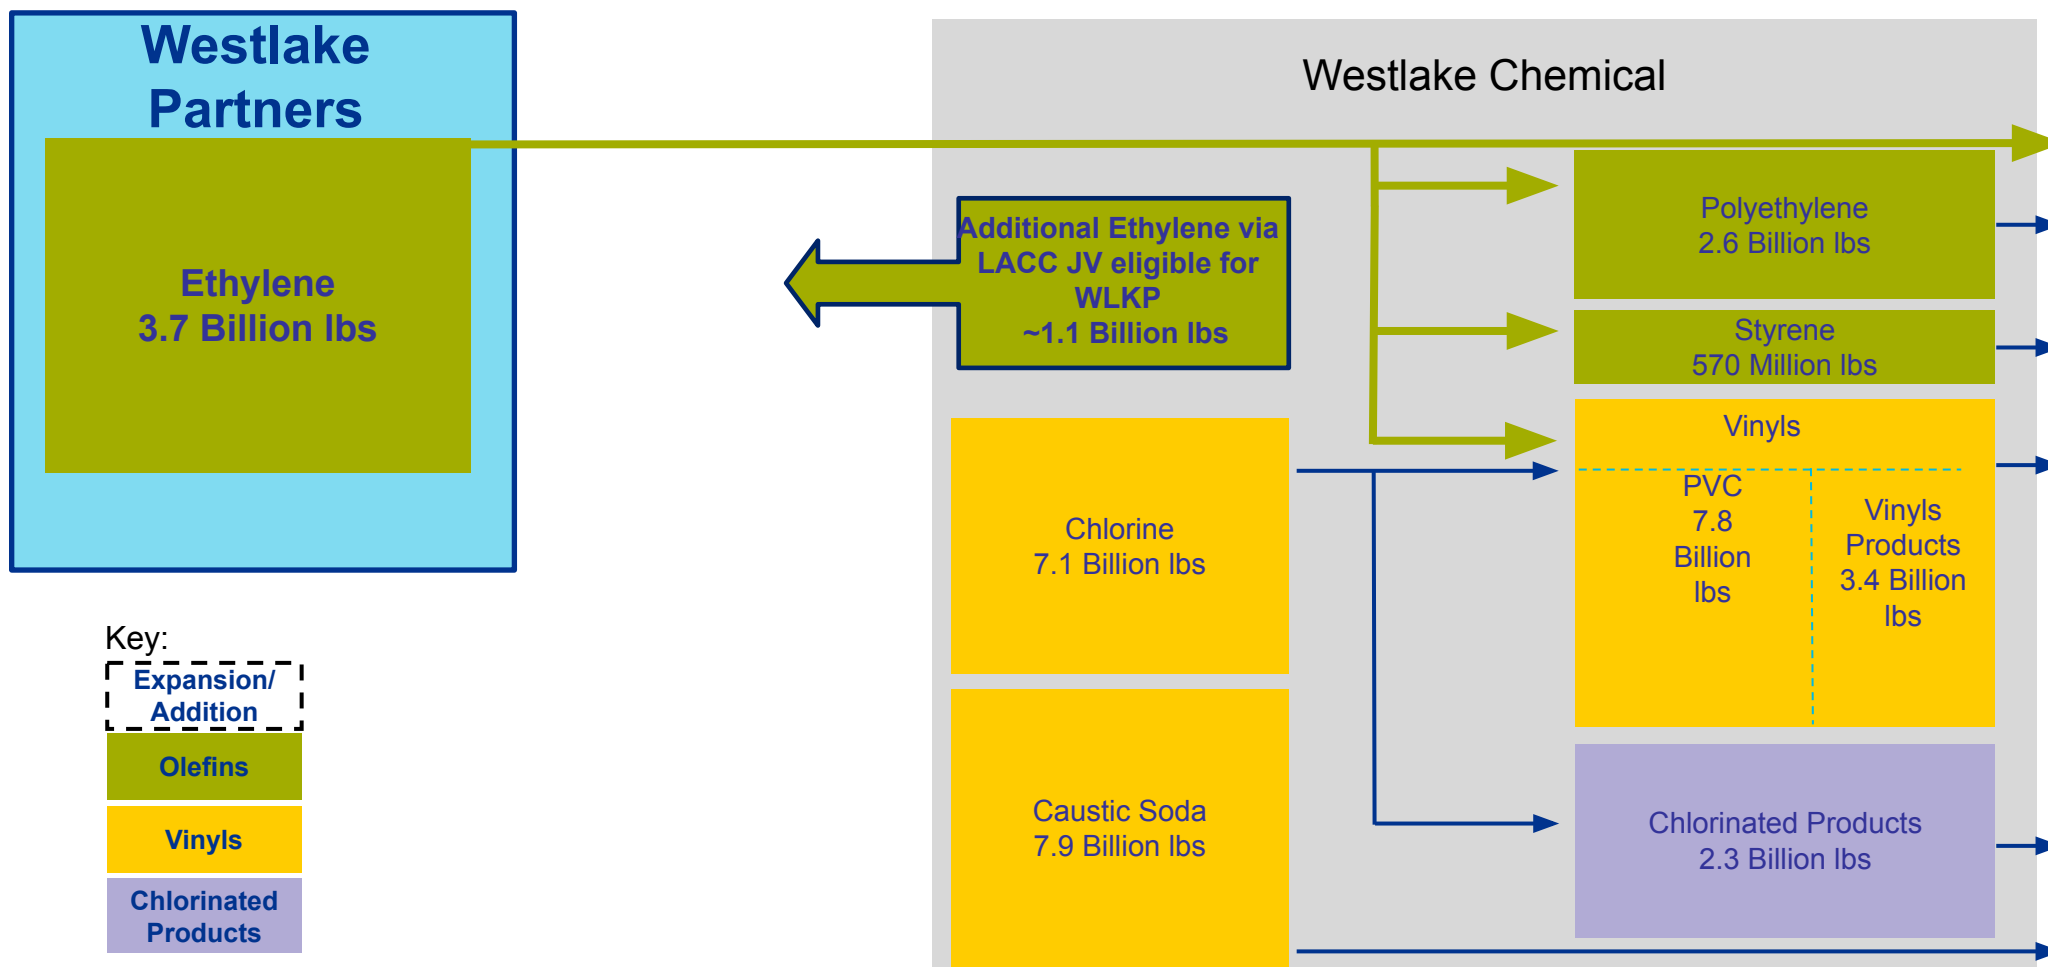 Westlake
Partners
Ethylene
3.7 Billion lbs
Westlake Chemical
Additional Ethylene via
LACC JV eligible for
WLKP
~1.1 Billion lbs
Polyethylene
2.6 Billion lbs
Styrene
570 Million lbs
Vinyls
PVC
7.8
Billion
lbs
Vinyls
Products
3.4 Billion
lbs
Chlorine
7.1 Billion lbs
Caustic Soda
7.9 Billion lbs
Chlorinated Products
2.3 Billion lbs
Key:
Expansion/
Addition
Olefins
Vinyls
Chlorinated
Products